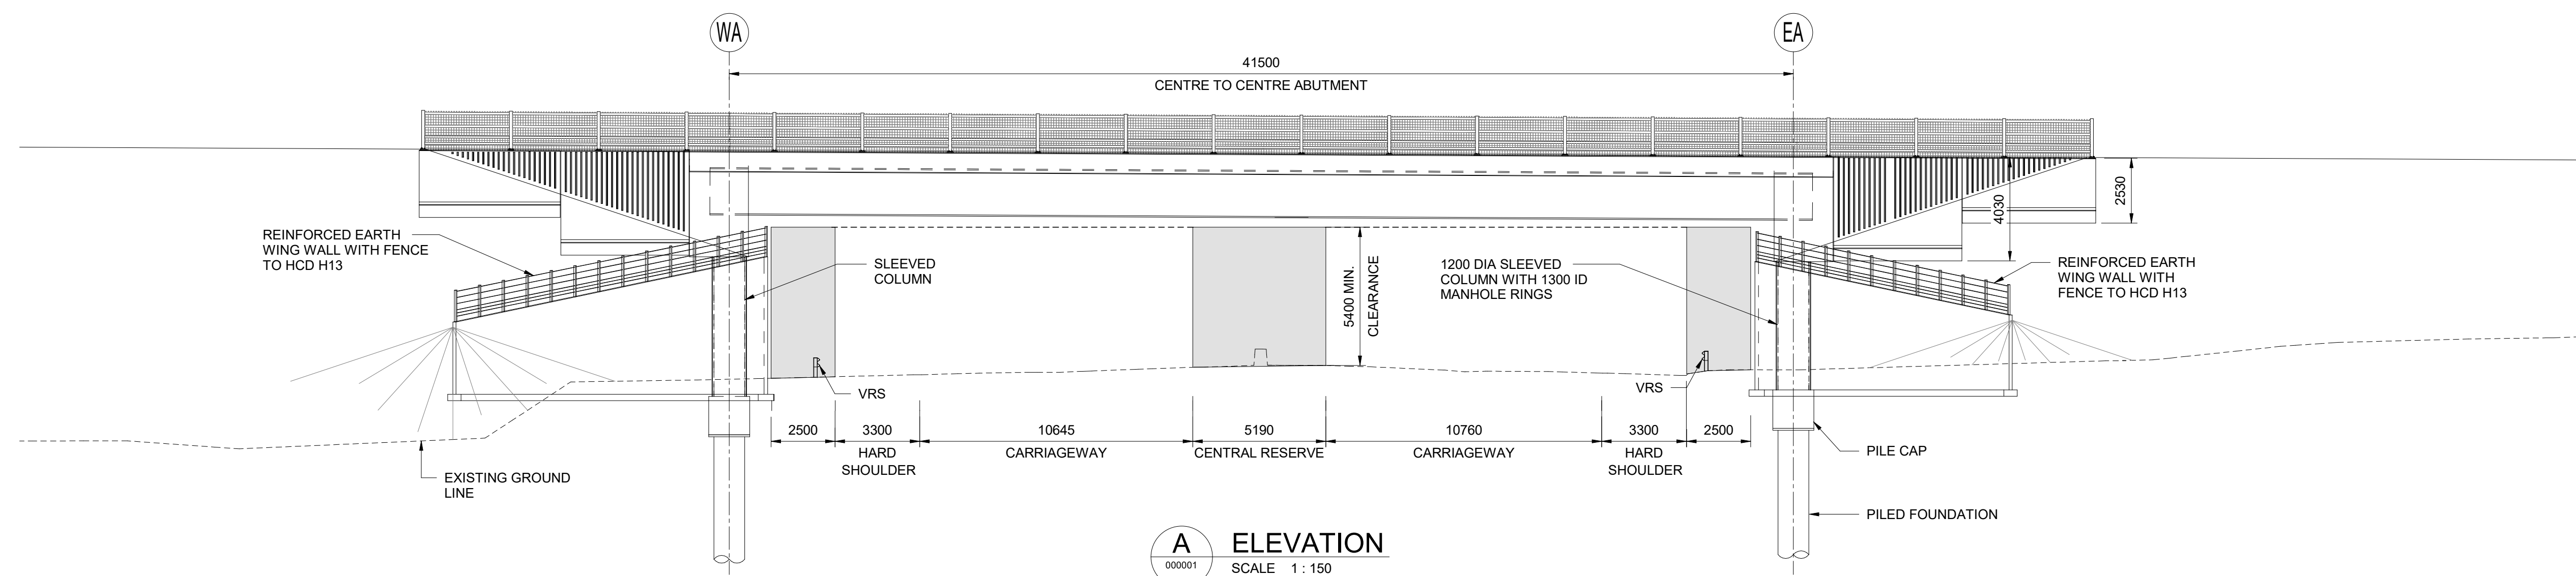 WA
EA
41500
CENTRE TO CENTRE ABUTMENT
2530
4030
REINFORCED EARTH
WING WALL WITH FENCE
TO HCD H13
SLEEVED
COLUMN
5400 MIN.
CLEARANCE
1200 DIA SLEEVED
COLUMN WITH 1300 ID
MANHOLE RINGS
REINFORCED EARTH
WING WALL WITH
FENCE TO HCD H13
VRS
VRS
2500
3300
10645
5190
10760
3300
2500
HARD
SHOULDER
CARRIAGEWAY
CENTRAL RESERVE
CARRIAGEWAY
HARD
SHOULDER
PILE CAP
EXISTING GROUND
LINE
PILED FOUNDATION
A
000001
ELEVATION
SCALE 1 : 150